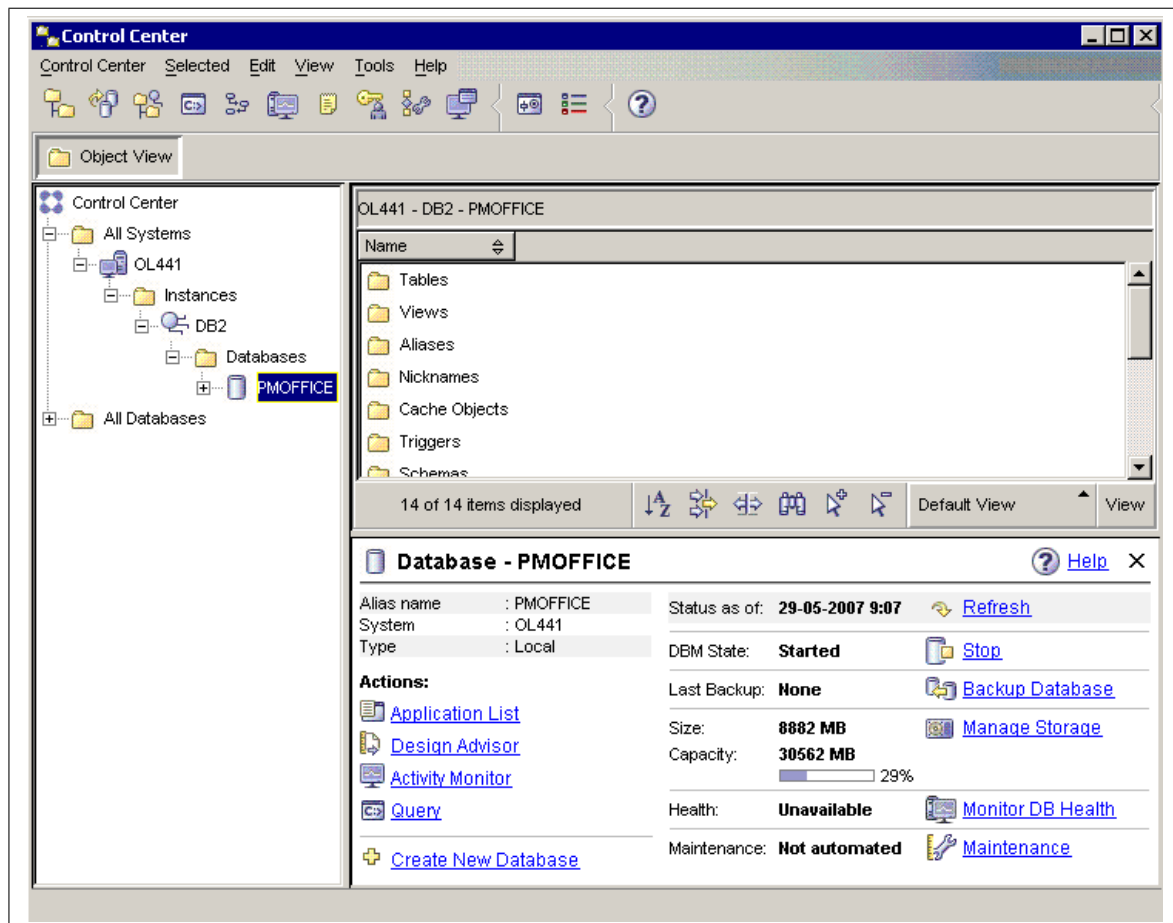 Control Center
Control Center Selected Edit View Tools Help
Object View
Control Center
All Systems
OL441
Instances
DB2
Databases
PMOFFICE
All Databases
OL441 - DB2 - PMOFFICE
Name
Tables
Views
Aliases
Nicknames
Cache Objects
Triggers
Schemas
14 of 14 items displayed
Default View
View
Database - PMOFFICE
Help
Alias name : PMOFFICE
System : OL441
Type : Local
Actions:
Application List
Design Advisor
Activity Monitor
Query
Create New Database
Status as of: 29-05-2007 9:07 Refresh
DBM State: Started Stop
Last Backup: None Backup Database
Size: 8882 MB Manage Storage
Capacity: 30562 MB
29%
Health: Unavailable Monitor DB Health
Maintenance: Not automated Maintenance